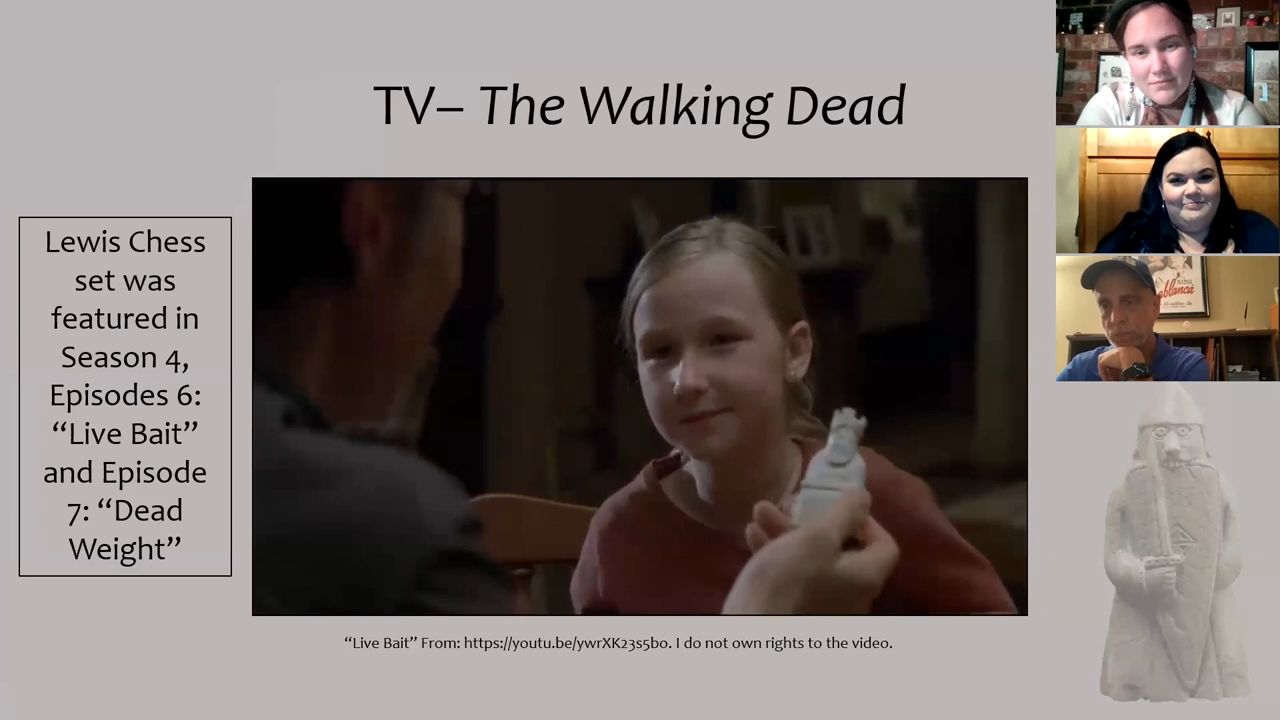 TV– The Walking Dead
Lewis Chess
set was
featured in
Season 4,
Episodes 6:
“Live Bait”
and Episode
7: “Dead
Weight”
“Live Bait” From: https://youtu.be/ywrXK23s5bo. I do not own rights to the video.
ablanca